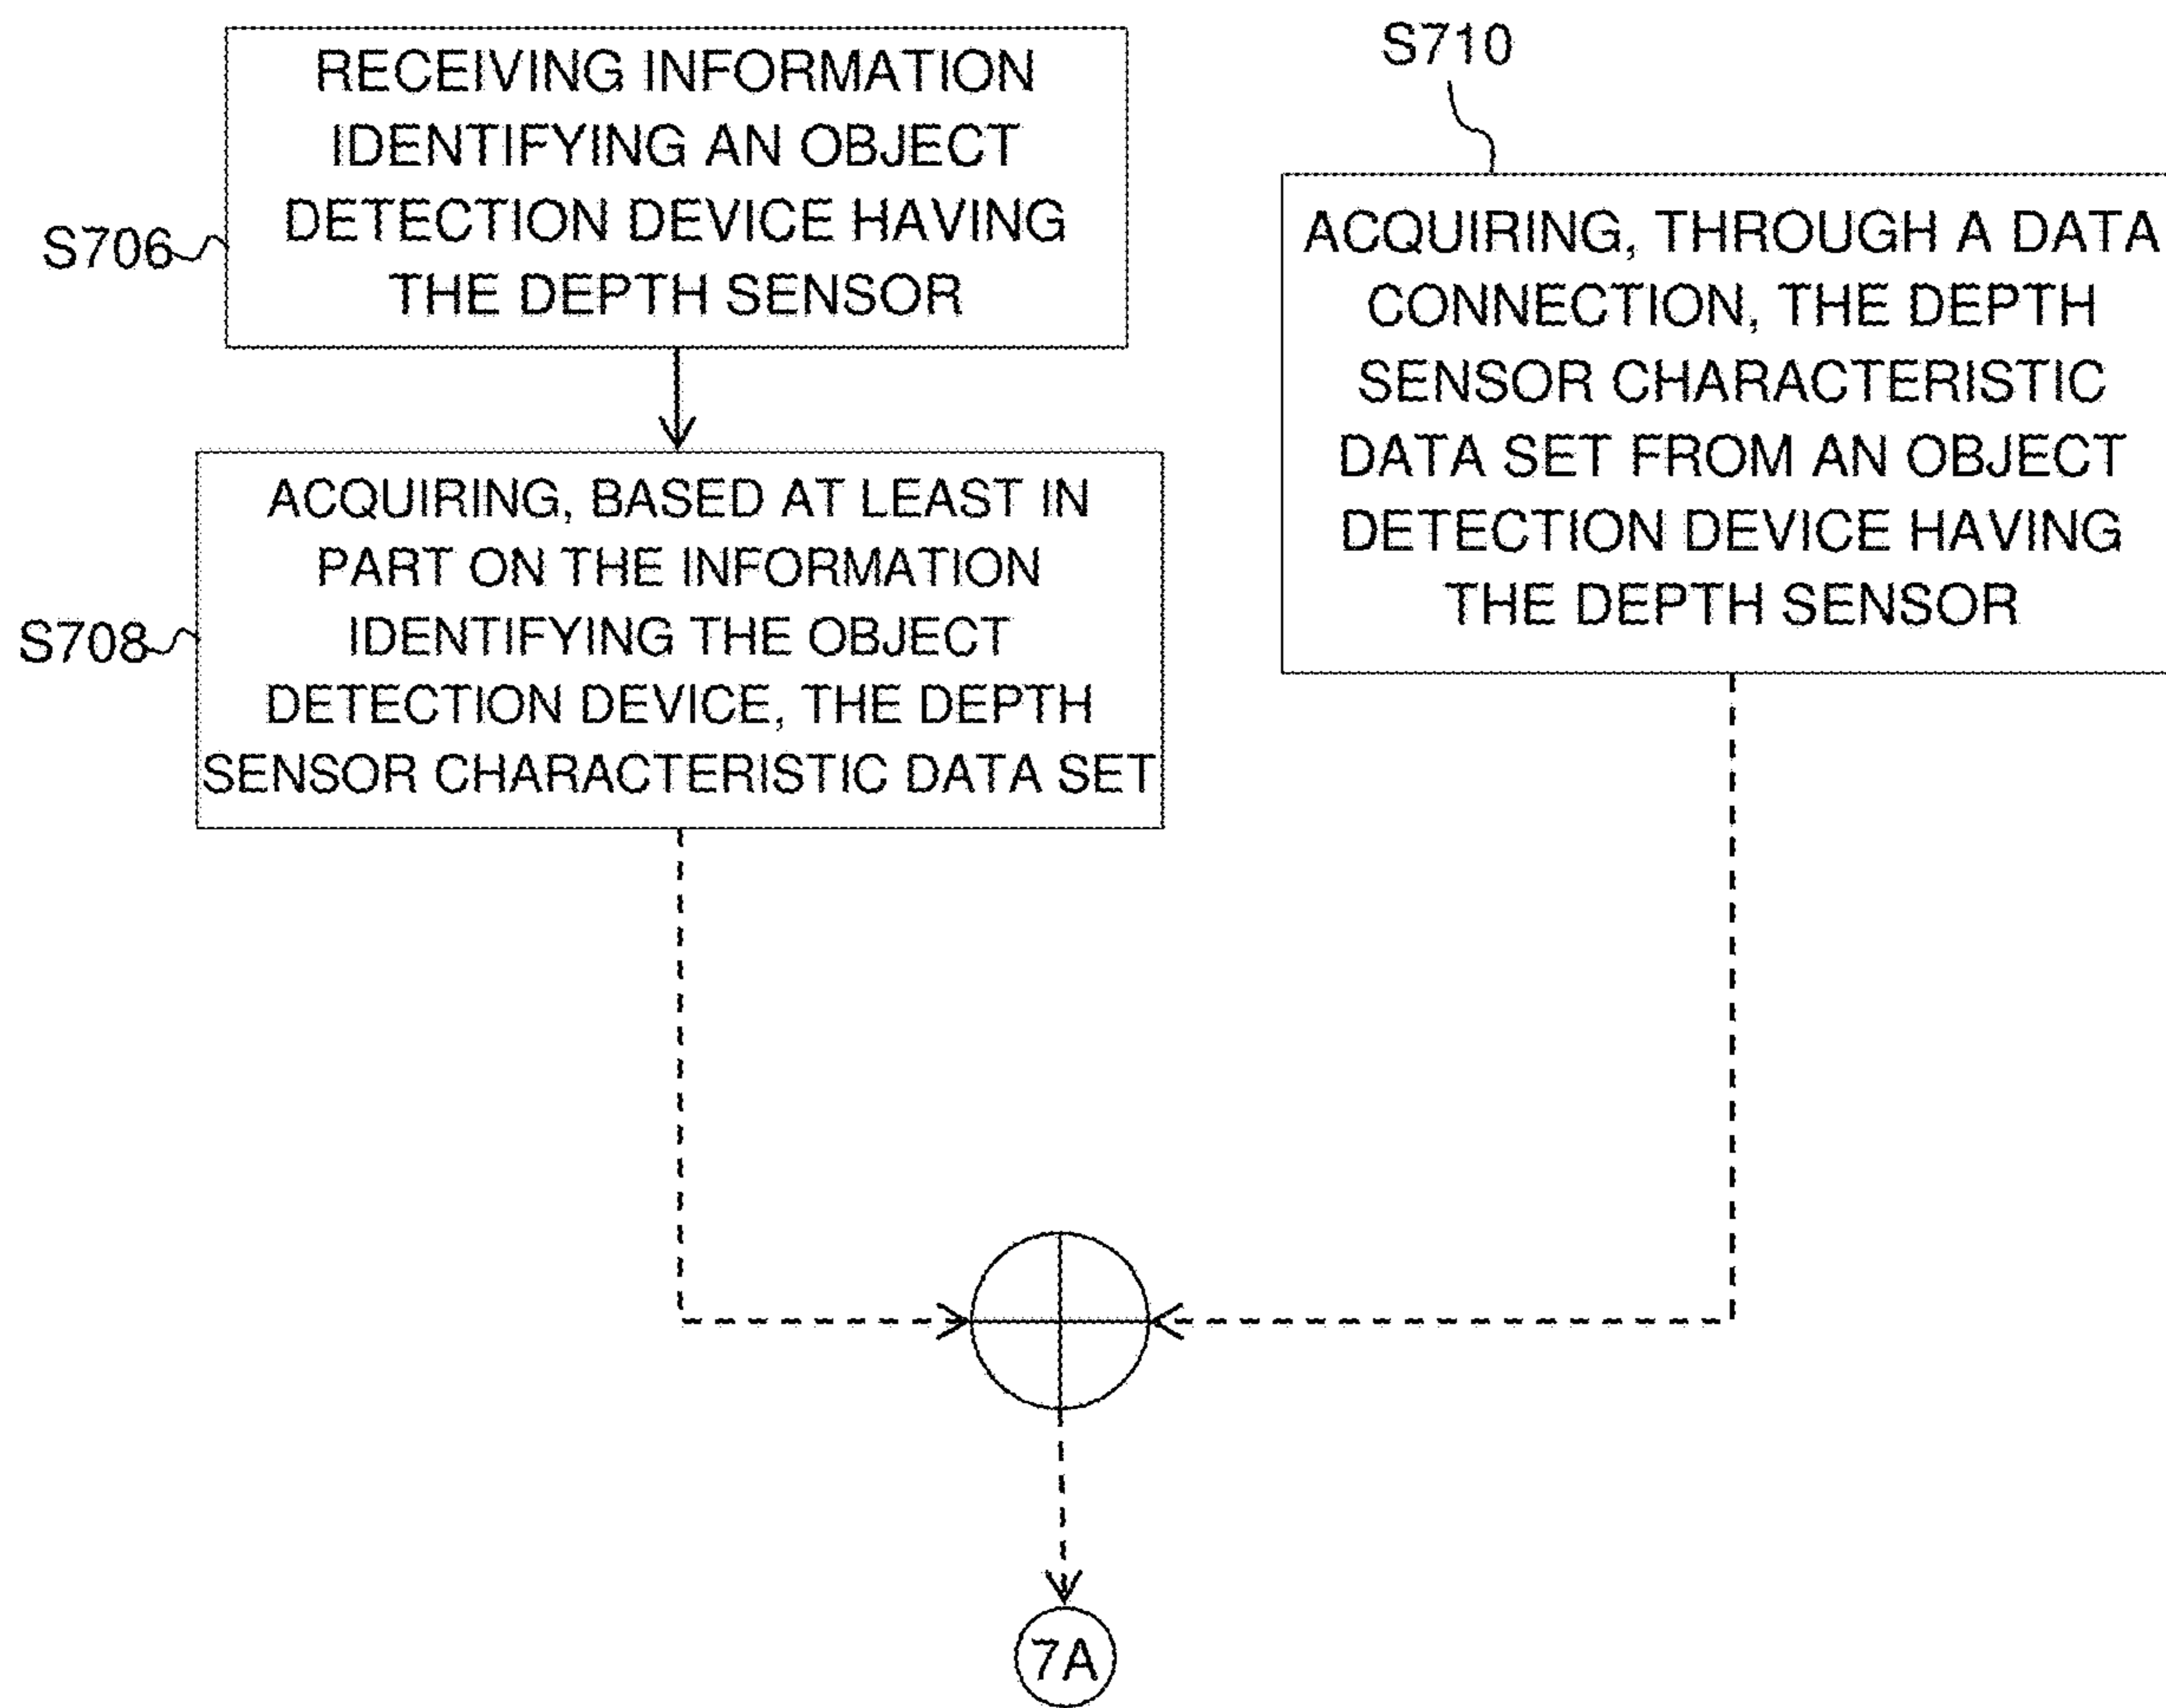 S706
RECEIVING INFORMATION
IDENTIFYING AN OBJECT
DETECTION DEVICE HAVING
THE DEPTH SENSOR
S708
ACQUIRING, BASED AT LEAST IN
PART ON THE INFORMATION
IDENTIFYING THE OBJECT
DETECTION DEVICE, THE DEPTH
SENSOR CHARACTERISTIC DATA SET
S710
ACQUIRING, THROUGH A DATA
CONNECTION, THE DEPTH
SENSOR CHARACTERISTIC
DATA SET FROM AN OBJECT
DETECTION DEVICE HAVING
THE DEPTH SENSOR
7A